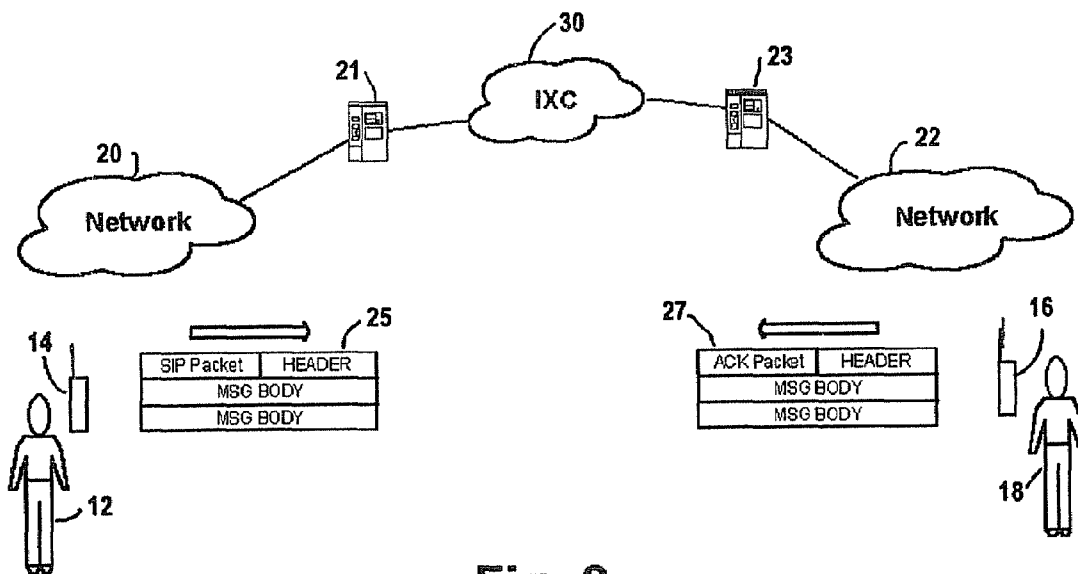 30
21
IXC
23
20
22
Network
Network
14
25
27
16
SIP Packet HEADER
ACK Packet HEADER
MSG BODY
MSG BODY
MSG BODY
MSG BODY
12
18